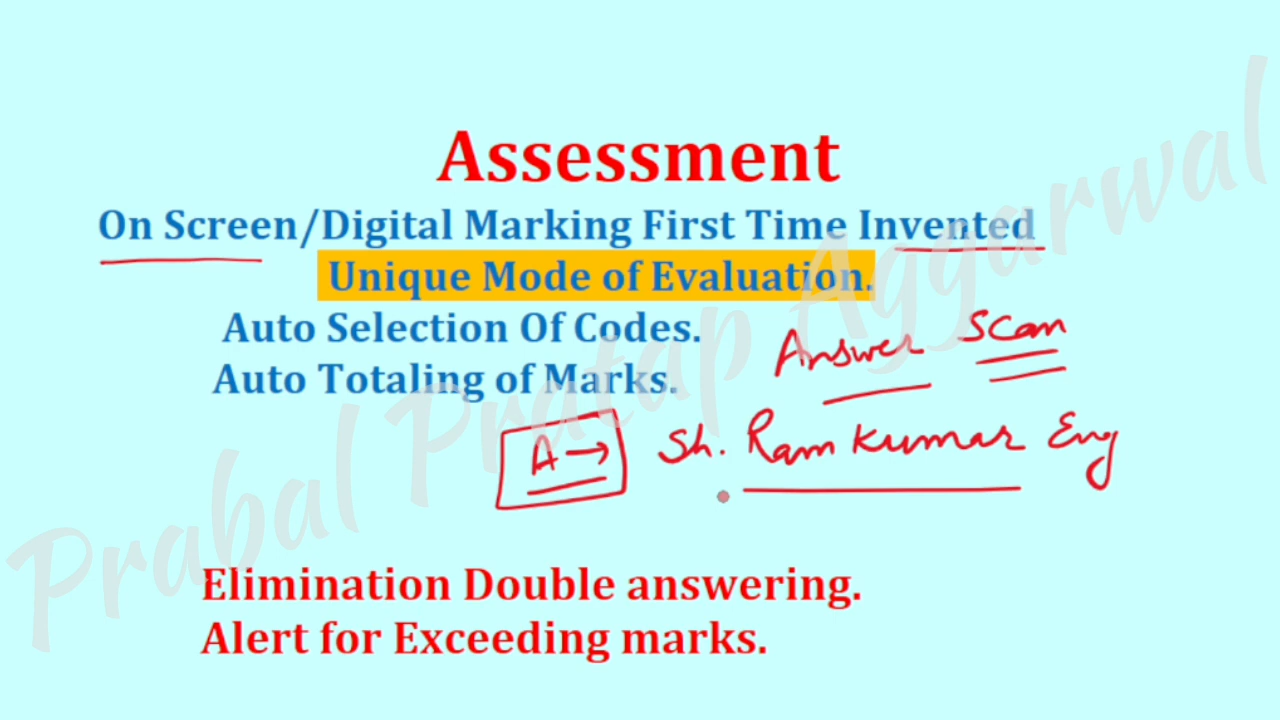 Assessment
On Screen/Digital Marking First Time Invented
Unique Mode of Evaluation.
Auto Selection Of Codes.
Answer Scan
Auto Totaling of Marks.
A → Sh. Ram Kumar Eng
Elimination Double answering.
Alert for Exceeding marks.
Prabal Pratap Aggarwal